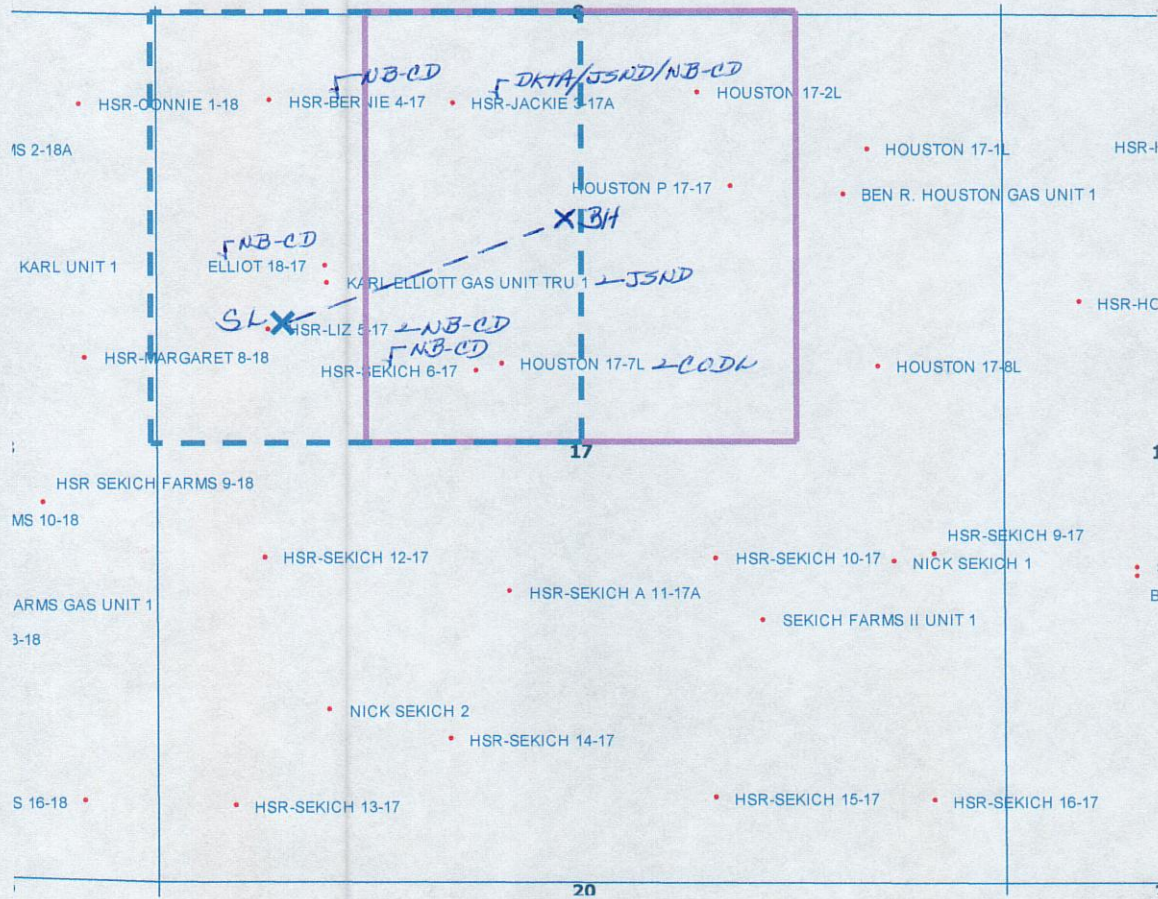 8
NB-CD
DKTA/JSND/NB-CD
HSR-CONNIE 1-18
HSR-BERNIE 4-17
HSR-JACKIE 3-17A
HOUSTON 17-2L
MS 2-18A
HOUSTON 17-1L
HSR-H
HOUSTON P 17-17
BEN R. HOUSTON GAS UNIT 1
BH
NB-CD
KARL UNIT 1
ELLIOT 18-17
KARL ELLIOTT GAS UNIT TRU 1
JSND
HSR-HO
SL
HSR-LIZ 5-17
NB-CD
NB-CD
HSR-MARGARET 8-18
HSR-SEKICH 6-17
HOUSTON 17-7L
CODL
HOUSTON 17-8L
17
1
HSR SEKICH FARMS 9-18
MS 10-18
HSR-SEKICH 9-17
HSR-SEKICH 12-17
HSR-SEKICH 10-17
NICK SEKICH 1
HSR-SEKICH A 11-17A
B
ARMS GAS UNIT 1
SEKICH FARMS II UNIT 1
3-18
NICK SEKICH 2
HSR-SEKICH 14-17
S 16-18
HSR-SEKICH 13-17
HSR-SEKICH 15-17
HSR-SEKICH 16-17
20